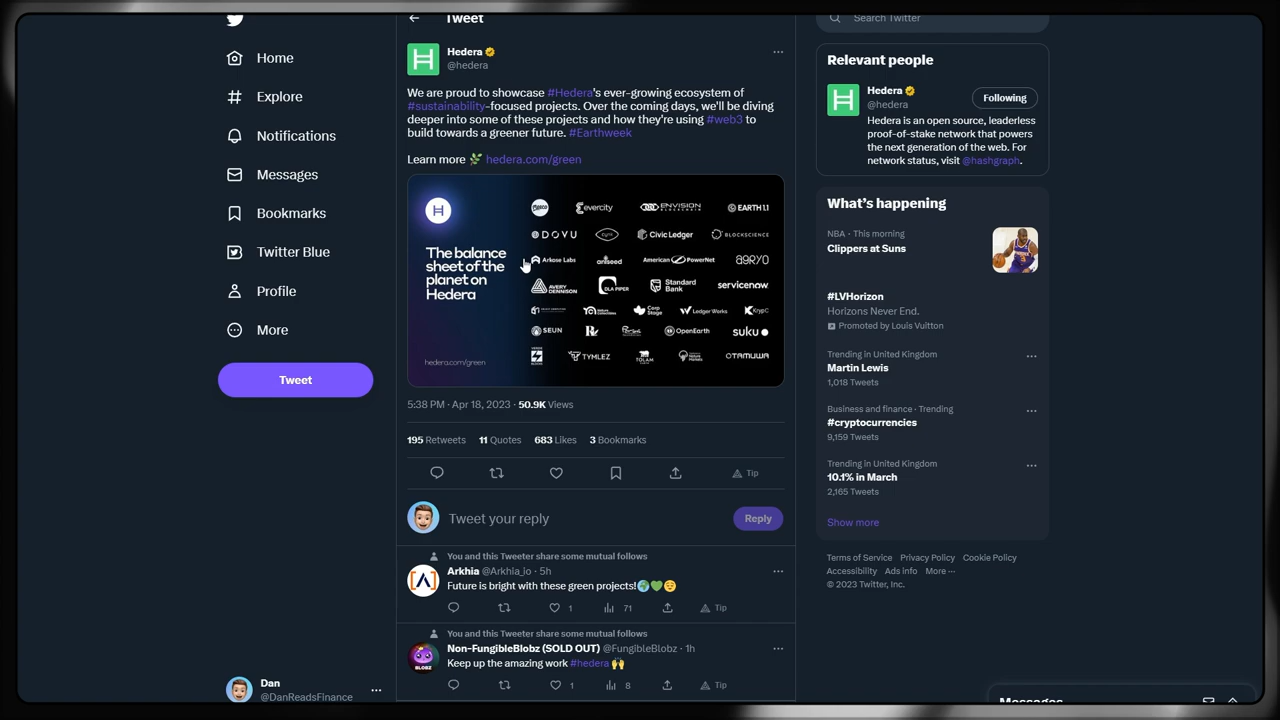 Tweet
Search Twitter
Home
Explore
Notifications
Messages
Bookmarks
Twitter Blue
Profile
More
Tweet
Dan
@DanReadsFinance
Hedera
@hedera
We are proud to showcase #Hedera's ever-growing ecosystem of
#sustainability-focused projects. Over the coming days, we'll be diving
deeper into some of these projects and how they're using #web3 to
build towards a greener future. #Earthweek
Learn more hedera.com/green
The balance
sheet of the
planet on
Hedera
hedera.com/green
evercity
ENVISION
BLOCKCHAIN
EARTH 1.1
DOVU
Civic Ledger
BLOCKSCIENCE
Arkose Labs
oniseed
American PowerNet
AGRYO
AVERY
DENNISON
DLA PIPER
Standard
Bank
servicenow
Carp
Stage
Ledger Works
KrypC
SEUN
OpenEarth
SUKU
TYMLEZ
TOLAM
OTAMUWA
5:38 PM · Apr 18, 2023 · 50.9K Views
195 Retweets 11 Quotes 683 Likes 3 Bookmarks
Tip
Tweet your reply
Reply
You and this Tweeter share some mutual follows
Arkhia @Arkhia_io · 5h
Future is bright with these green projects!
1 71 Tip
You and this Tweeter share some mutual follows
Non-FungibleBlobz (SOLD OUT) @FungibleBlobz · 1h
BLOBZ
Keep up the amazing work #hedera
1 8 Tip
Relevant people
Hedera
@hedera
Following
Hedera is an open source, leaderless
proof-of-stake network that powers
the next generation of the web. For
network status, visit @hashgraph.
What's happening
NBA · This morning
Clippers at Suns
#LVHorizon
Horizons Never End.
Promoted by Louis Vuitton
Trending in United Kingdom
Martin Lewis
1,018 Tweets
Business and finance · Trending
#cryptocurrencies
9,159 Tweets
Trending in United Kingdom
10.1% in March
2,165 Tweets
Show more
Terms of Service Privacy Policy Cookie Policy
Accessibility Ads info More ···
© 2023 Twitter, Inc.
Messages